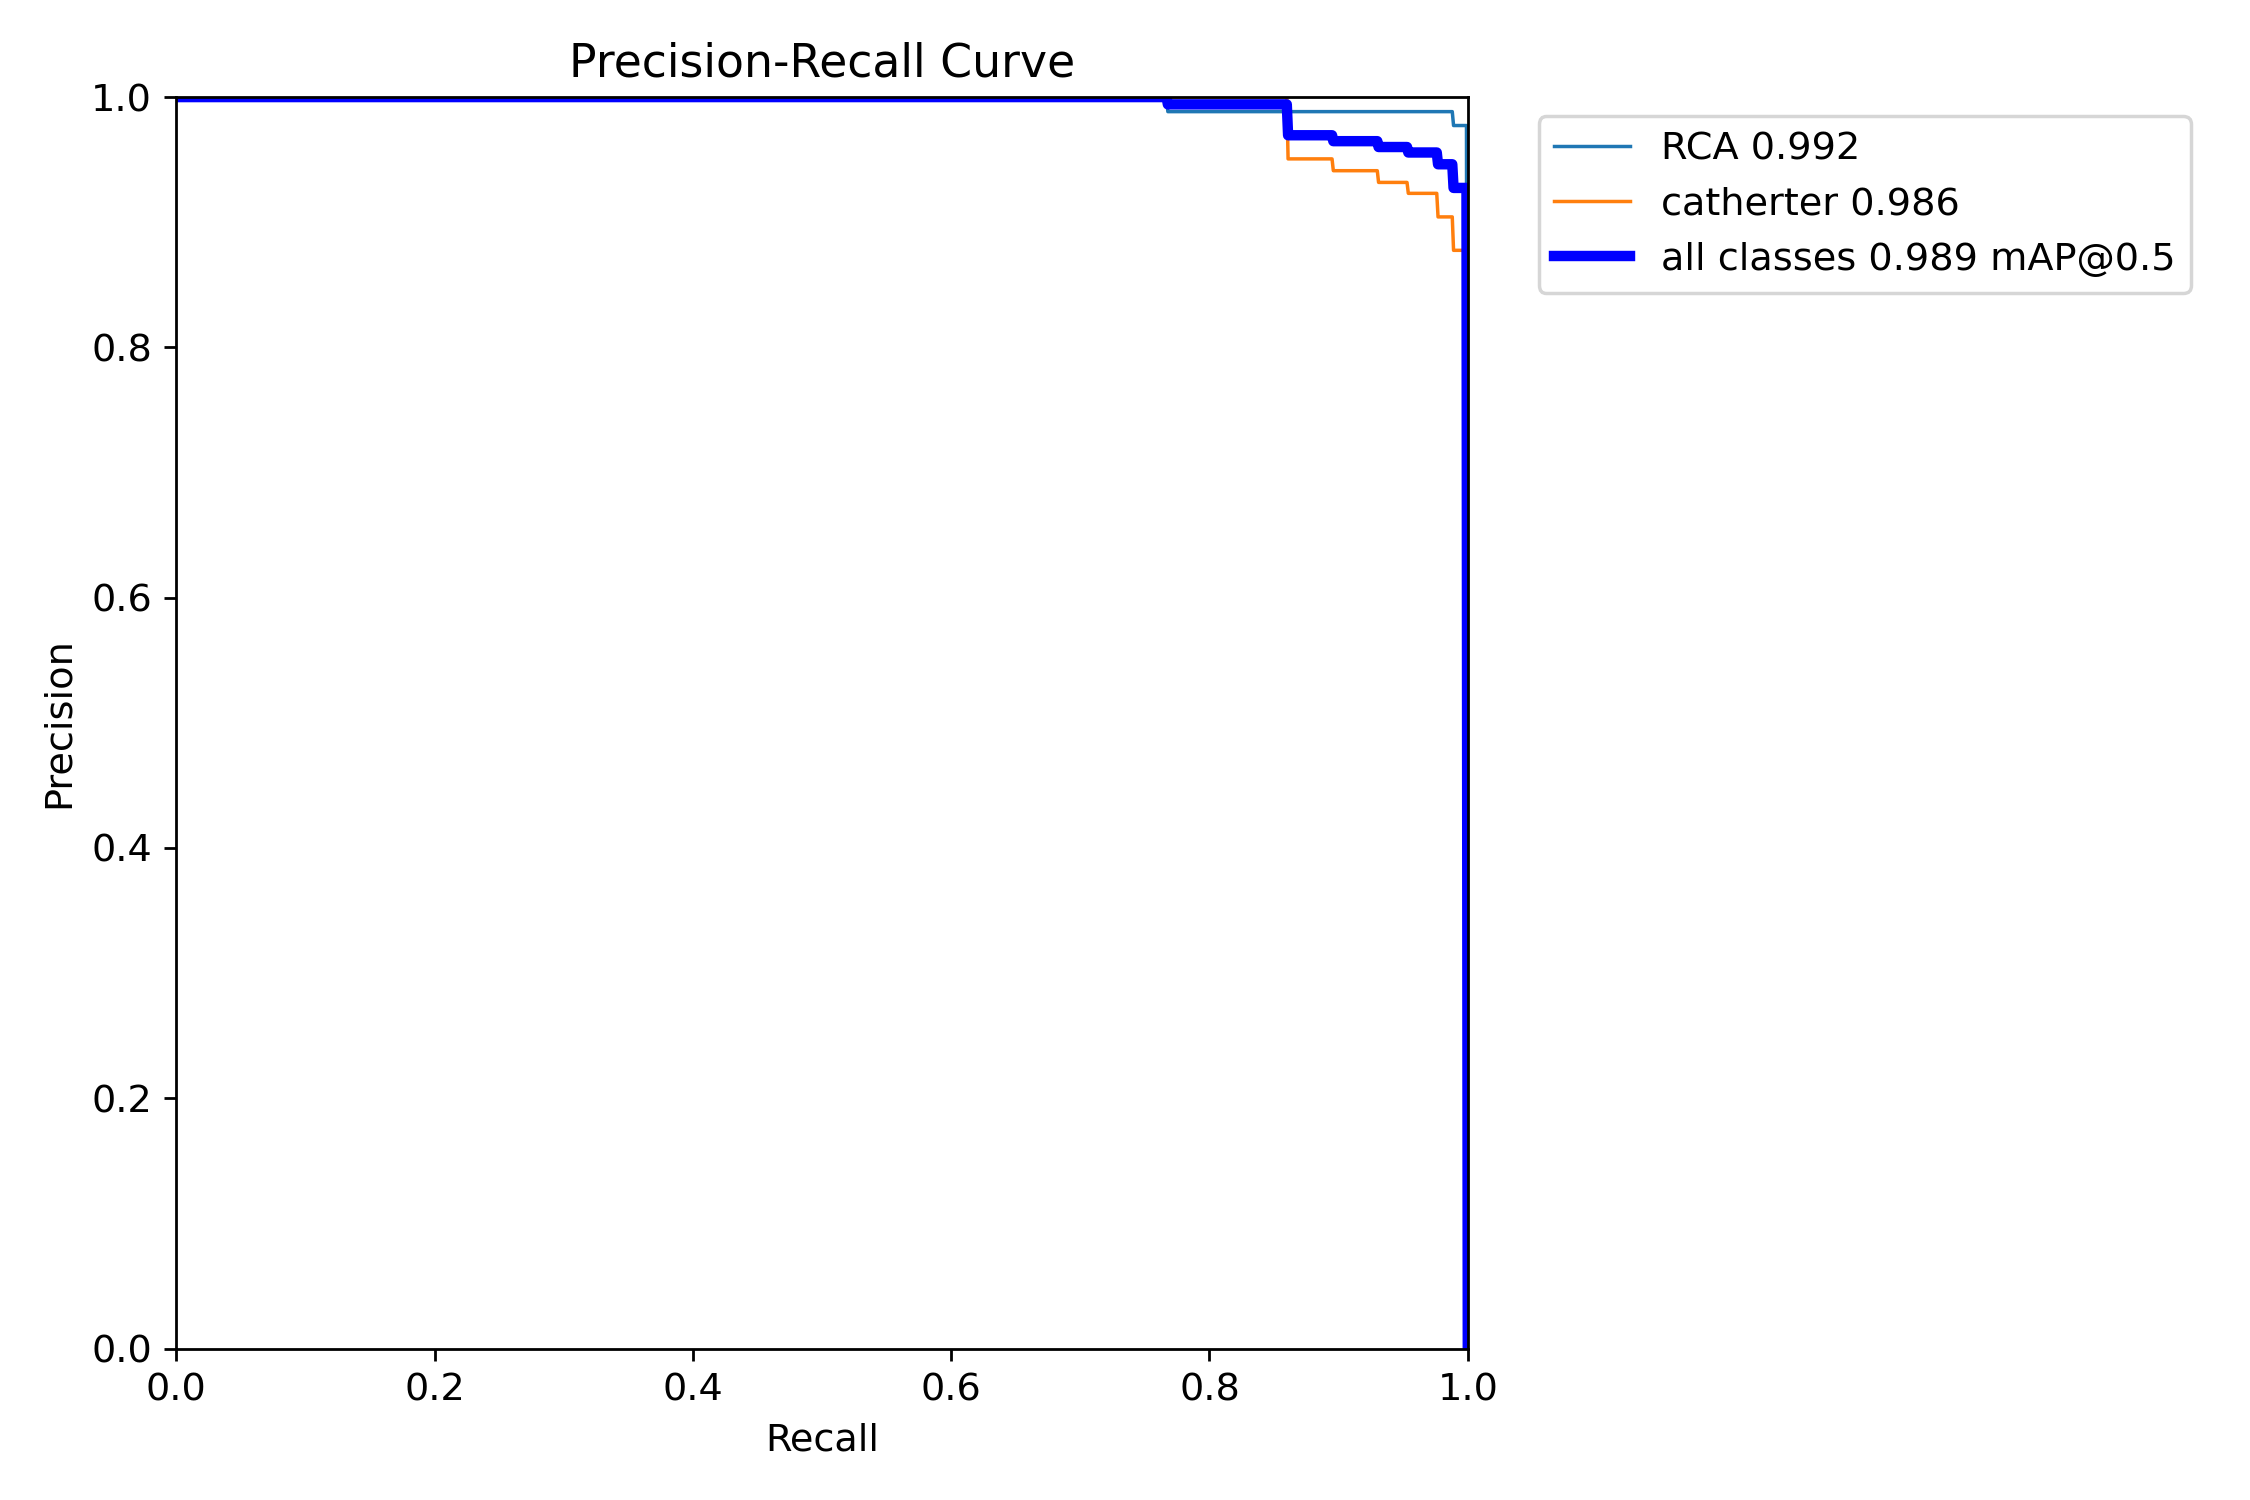 Precision-Recall Curve
1.0
0.8
0.6
0.4
0.2
0.0
Precision
0.0 0.2 0.4 0.6 0.8 1.0
Recall
RCA 0.992
catherter 0.986
all classes 0.989 mAP@0.5